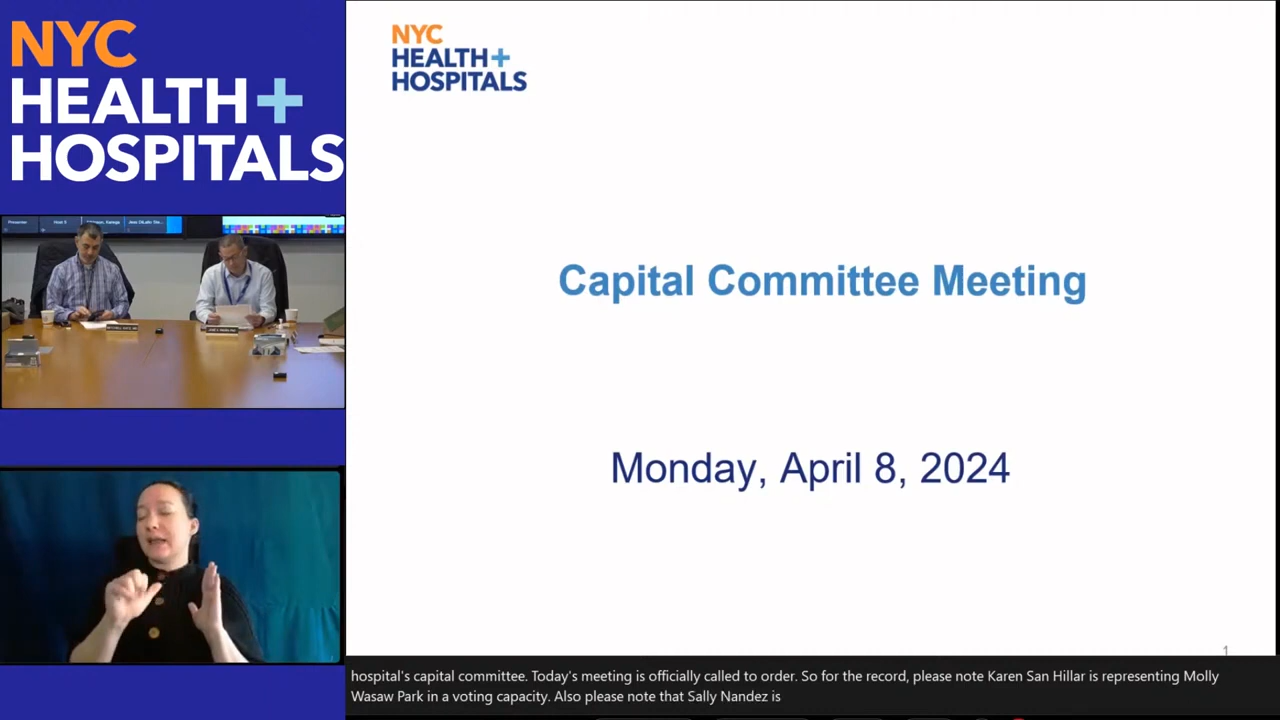 NYC
HEALTH+
HOSPITALS
NYC
HEALTH+
HOSPITALS
Capital Committee Meeting
Monday, April 8, 2024
1
hospital's capital committee. Today's meeting is officially called to order. So for the record, please note Karen San Hillar is representing Molly
Wasaw Park in a voting capacity. Also please note that Sally Nandez is